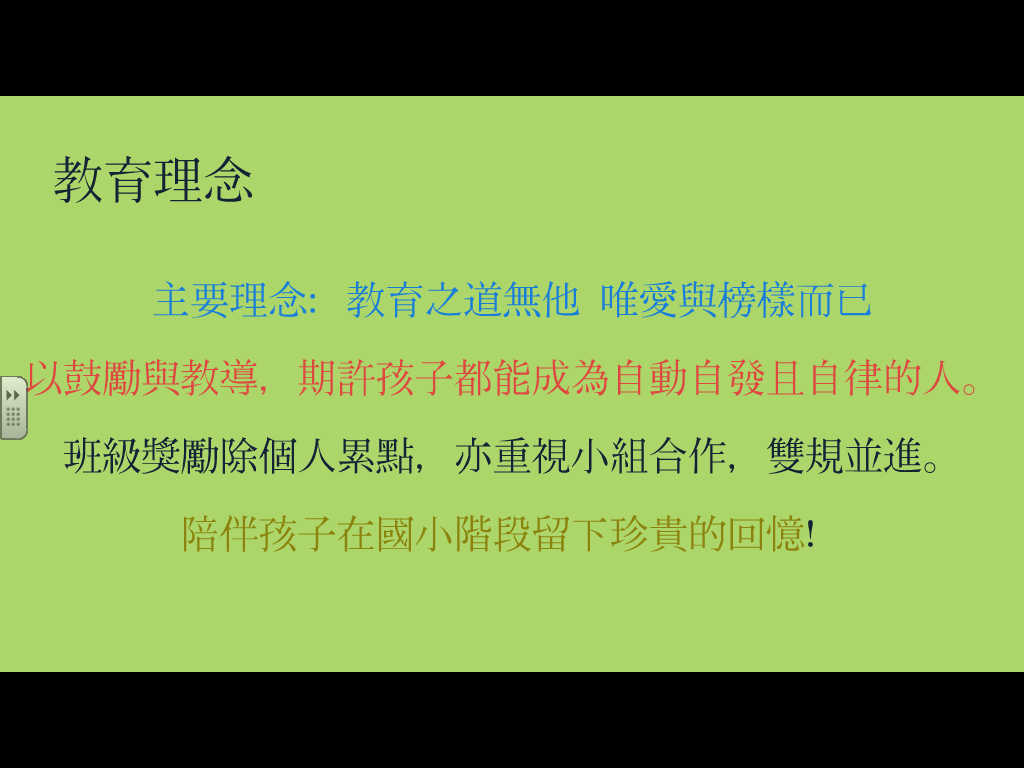 教育理念
主要理念: 教育之道無他 唯愛與榜樣而已
以鼓勵與教導，期許孩子都能成為自動自發且自律的人。
班級獎勵除個人累點，亦重視小組合作，雙規並進。
陪伴孩子在國小階段留下珍貴的回憶!